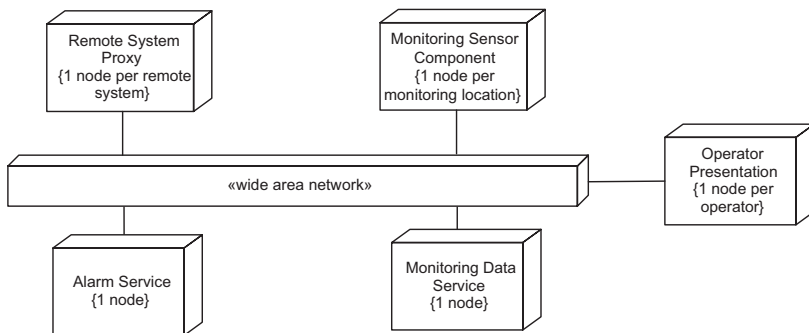 Remote System
Proxy
{1 node per remote
system}
Monitoring Sensor
Component
{1 node per
monitoring location}
«wide area network»
Operator
Presentation
{1 node per
operator}
Alarm Service
{1 node}
Monitoring Data
Service
{1 node}